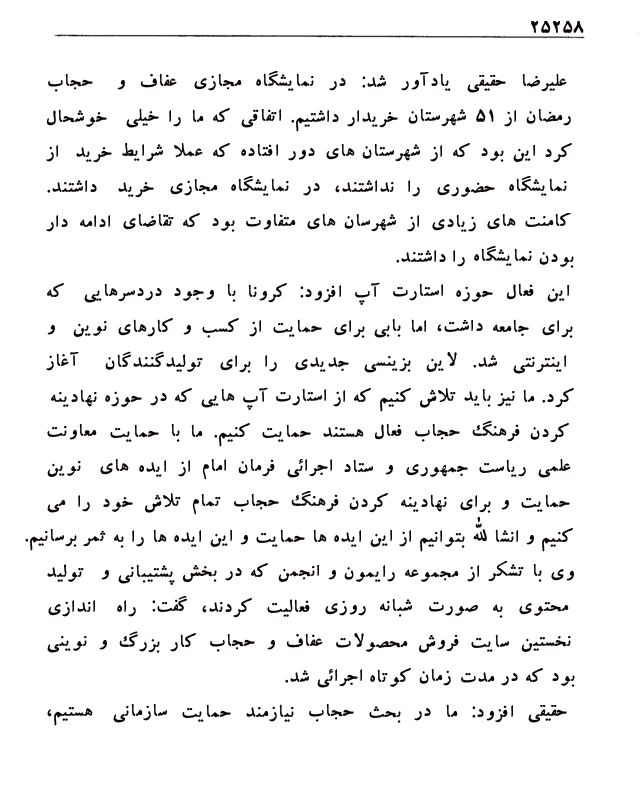 ۲۵۲۵۸
علیرضا حقیقی یادآور شد: در نمایشگاه مجازی عفاف و حجاب
رمضان از ۵۱ شهرستان خریدار داشتیم. اتفاقی که ما را خیلی خوشحال
کرد این بود که از شهرستان های دور افتاده که عملا شرایط خرید از
نمایشگاه حضوری را نداشتند، در نمایشگاه مجازی خرید داشتند.
کامنت های زیادی از شهرسان های متفاوت بود که تقاضای ادامه دار
بودن نمایشگاه را داشتند.
این فعال حوزه استارت آپ افزود: کرونا با وجود دردسرهایی که
برای جامعه داشت، اما بابی برای حمایت از کسب و کارهای نوین و
اینترنتی شد. لاین بزینسی جدیدی را برای تولیدگنندگان آغاز
کرد. ما نیز باید تلاش کنیم که از استارت آپ هایی که در حوزه نهادینه
کردن فرهنگ حجاب فعال هستند حمایت کنیم. ما با حمایت معاونت
علمی ریاست جمهوری و ستاد اجرائی فرمان امام از ایده های نوین
حمایت و برای نهادینه کردن فرهنگ حجاب تمام تلاش خود را می
کنیم و انشا لله بتوانیم از این ایده ها حمایت و این ایده ها را به ثمر برسانیم.
وی با تشکر از مجموعه رایمون و انجمن که در بخش پشتیبانی و تولید
محتوی به صورت شبانه روزی فعالیت کردند، گفت: راه اندازی
نخستین سایت فروش محصولات عفاف و حجاب کار بزرگ و نوینی
بود که در مدت زمان کوتاه اجرائی شد.
حقیقی افزود: ما در بحث حجاب نیازمند حمایت سازمانی هستیم،